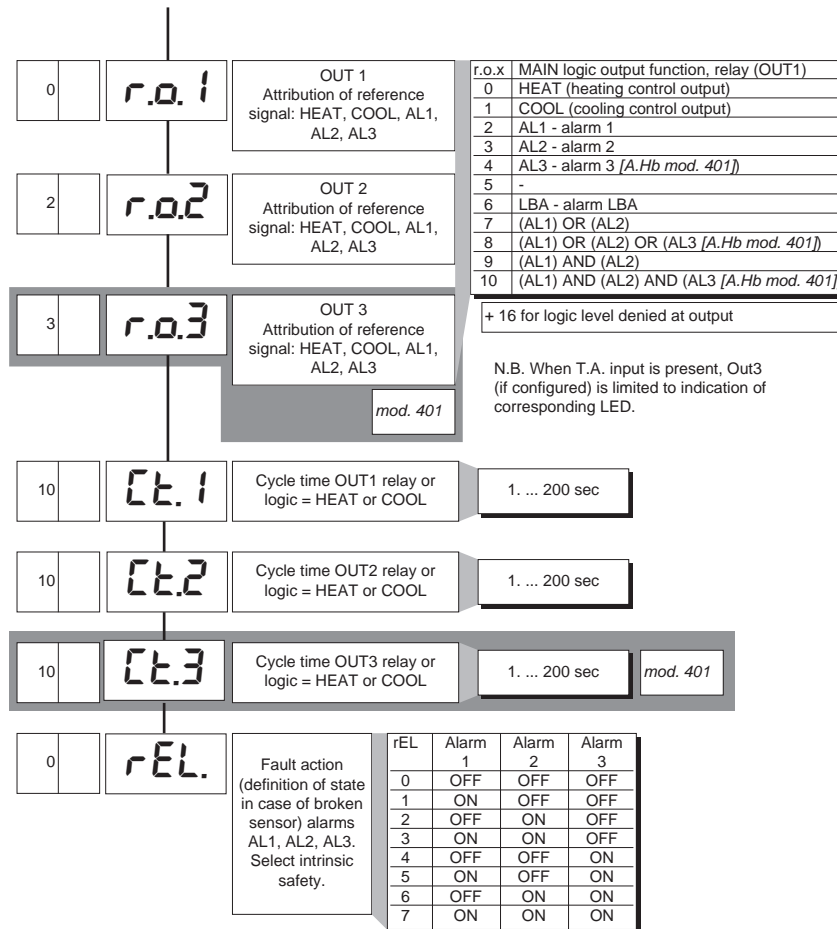 0
r.o.1
OUT 1
Attribution of reference
signal: HEAT, COOL, AL1,
AL2, AL3
2
r.o.2
OUT 2
Attribution of reference
signal: HEAT, COOL, AL1,
AL2, AL3
3
r.o.3
OUT 3
Attribution of reference
signal: HEAT, COOL, AL1,
AL2, AL3
mod. 401
r.o.x MAIN logic output function, relay (OUT1)
0 HEAT (heating control output)
1 COOL (cooling control output)
2 AL1 - alarm 1
3 AL2 - alarm 2
4 AL3 - alarm 3 [A.Hb mod. 401])
5 -
6 LBA - alarm LBA
7 (AL1) OR (AL2)
8 (AL1) OR (AL2) OR (AL3 [A.Hb mod. 401])
9 (AL1) AND (AL2)
10 (AL1) AND (AL2) AND (AL3 [A.Hb mod. 401]
+ 16 for logic level denied at output
N.B. When T.A. input is present, Out3
(if configured) is limited to indication of
corresponding LED.
10
Ct.1
Cycle time OUT1 relay or
logic = HEAT or COOL
1. ... 200 sec
10
Ct.2
Cycle time OUT2 relay or
logic = HEAT or COOL
1. ... 200 sec
10
Ct.3
Cycle time OUT3 relay or
logic = HEAT or COOL
1. ... 200 sec
mod. 401
0
rEL.
Fault action
(definition of state
in case of broken
sensor) alarms
AL1, AL2, AL3.
Select intrinsic
safety.
rEL Alarm Alarm Alarm
1 2 3
0 OFF OFF OFF
1 ON OFF OFF
2 OFF ON OFF
3 ON ON OFF
4 OFF OFF ON
5 ON OFF ON
6 OFF ON ON
7 ON ON ON